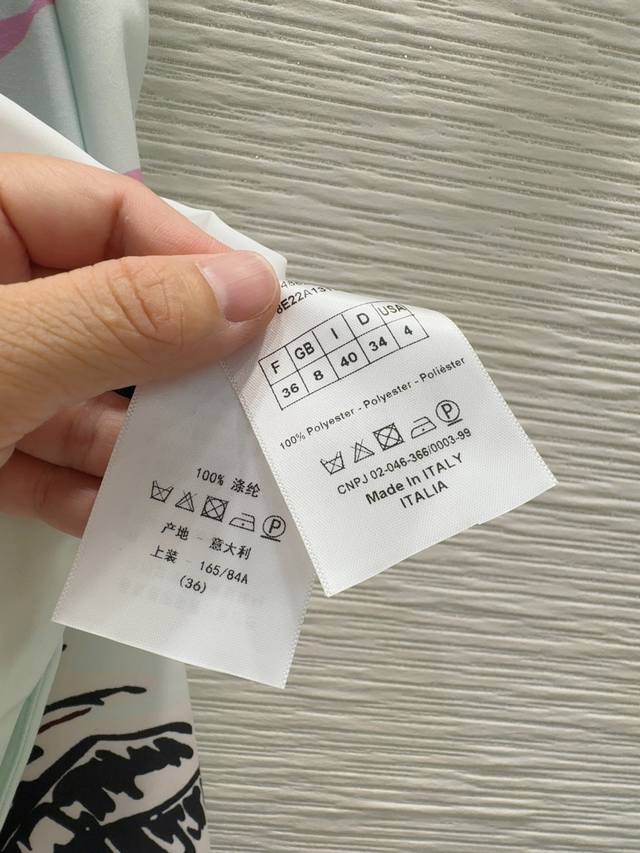 F GB I D USA
36 8 40 34 4
100% Polyester - Polyester - Poliéster
CNPJ 02-046-366/0003-99
Made in ITALY
ITALIA
100% 涤纶
P
产地 - 意大利
上装 - 165/84A
(36)